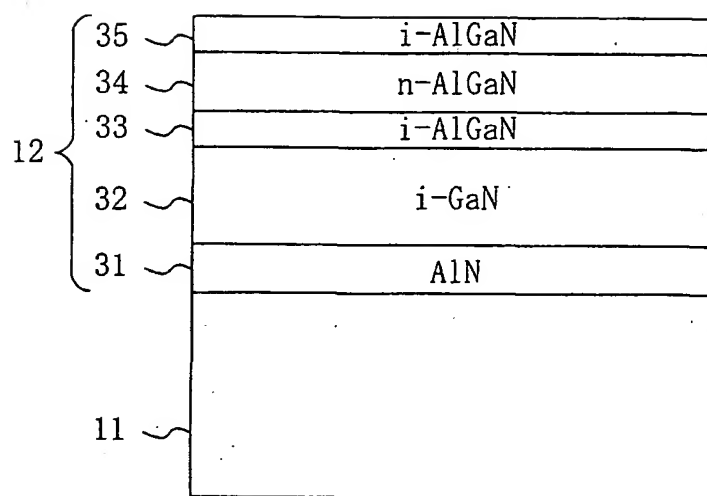 35 i-AlGaN
34 n-AlGaN
33 i-AlGaN
12
32 i-GaN
31 AlN
11